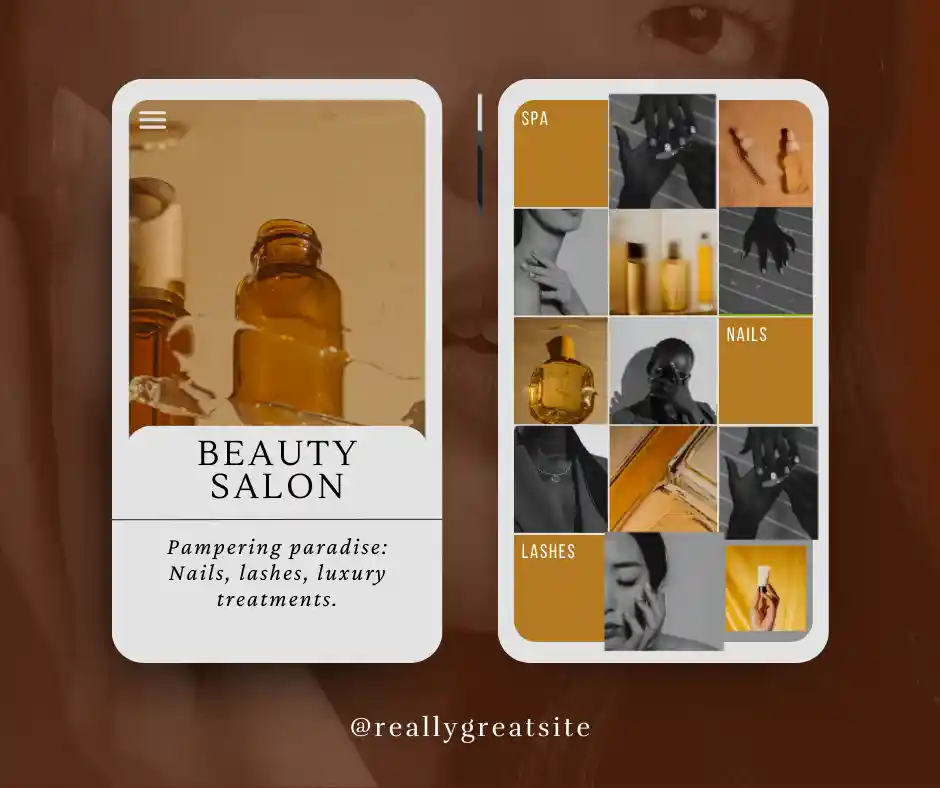 BEAUTY
SALON
Pampering paradise:
Nails, lashes, luxury
treatments.
SPA
NAILS
LASHES
@reallygreatsite